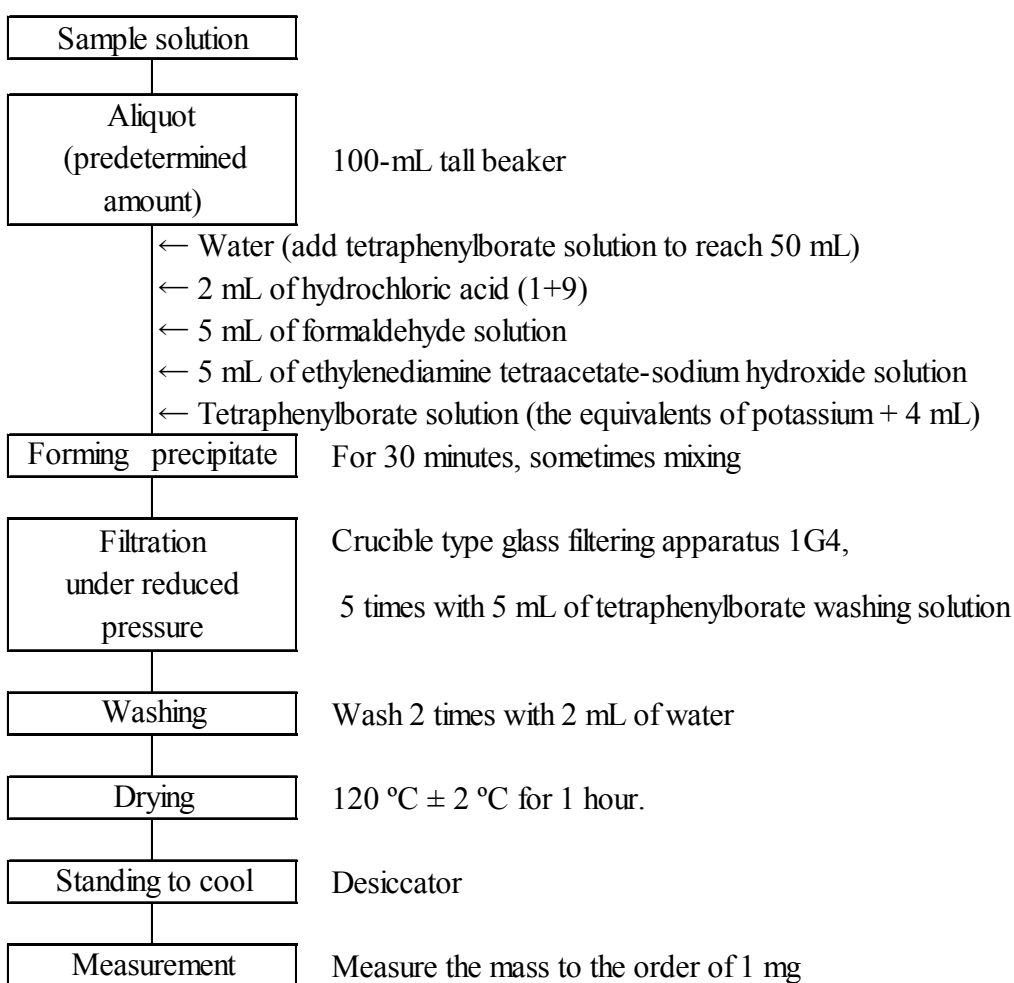 Sample solution
Aliquot
(predetermined
amount)
100-mL tall beaker
← Water (add tetraphenylborate solution to reach 50 mL)
← 2 mL of hydrochloric acid (1+9)
← 5 mL of formaldehyde solution
← 5 mL of ethylenediamine tetraacetate-sodium hydroxide solution
← Tetraphenylborate solution (the equivalents of potassium + 4 mL)
Forming precipitate
For 30 minutes, sometimes mixing
Filtration
under reduced
pressure
Crucible type glass filtering apparatus 1G4,
5 times with 5 mL of tetraphenylborate washing solution
Washing
Wash 2 times with 2 mL of water
Drying
120 ºC ± 2 ºC for 1 hour.
Standing to cool
Desiccator
Measurement
Measure the mass to the order of 1 mg